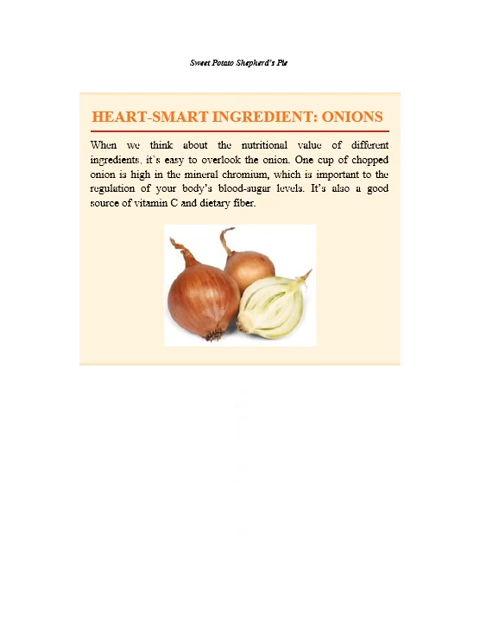 Sweet Potato Shepherd's Pie
HEART-SMART INGREDIENT: ONIONS
When we think about the nutritional value of different
ingredients, it's easy to overlook the onion. One cup of chopped
onion is high in the mineral chromium, which is important to the
regulation of your body's blood-sugar levels. It's also a good
source of vitamin C and dietary fiber.